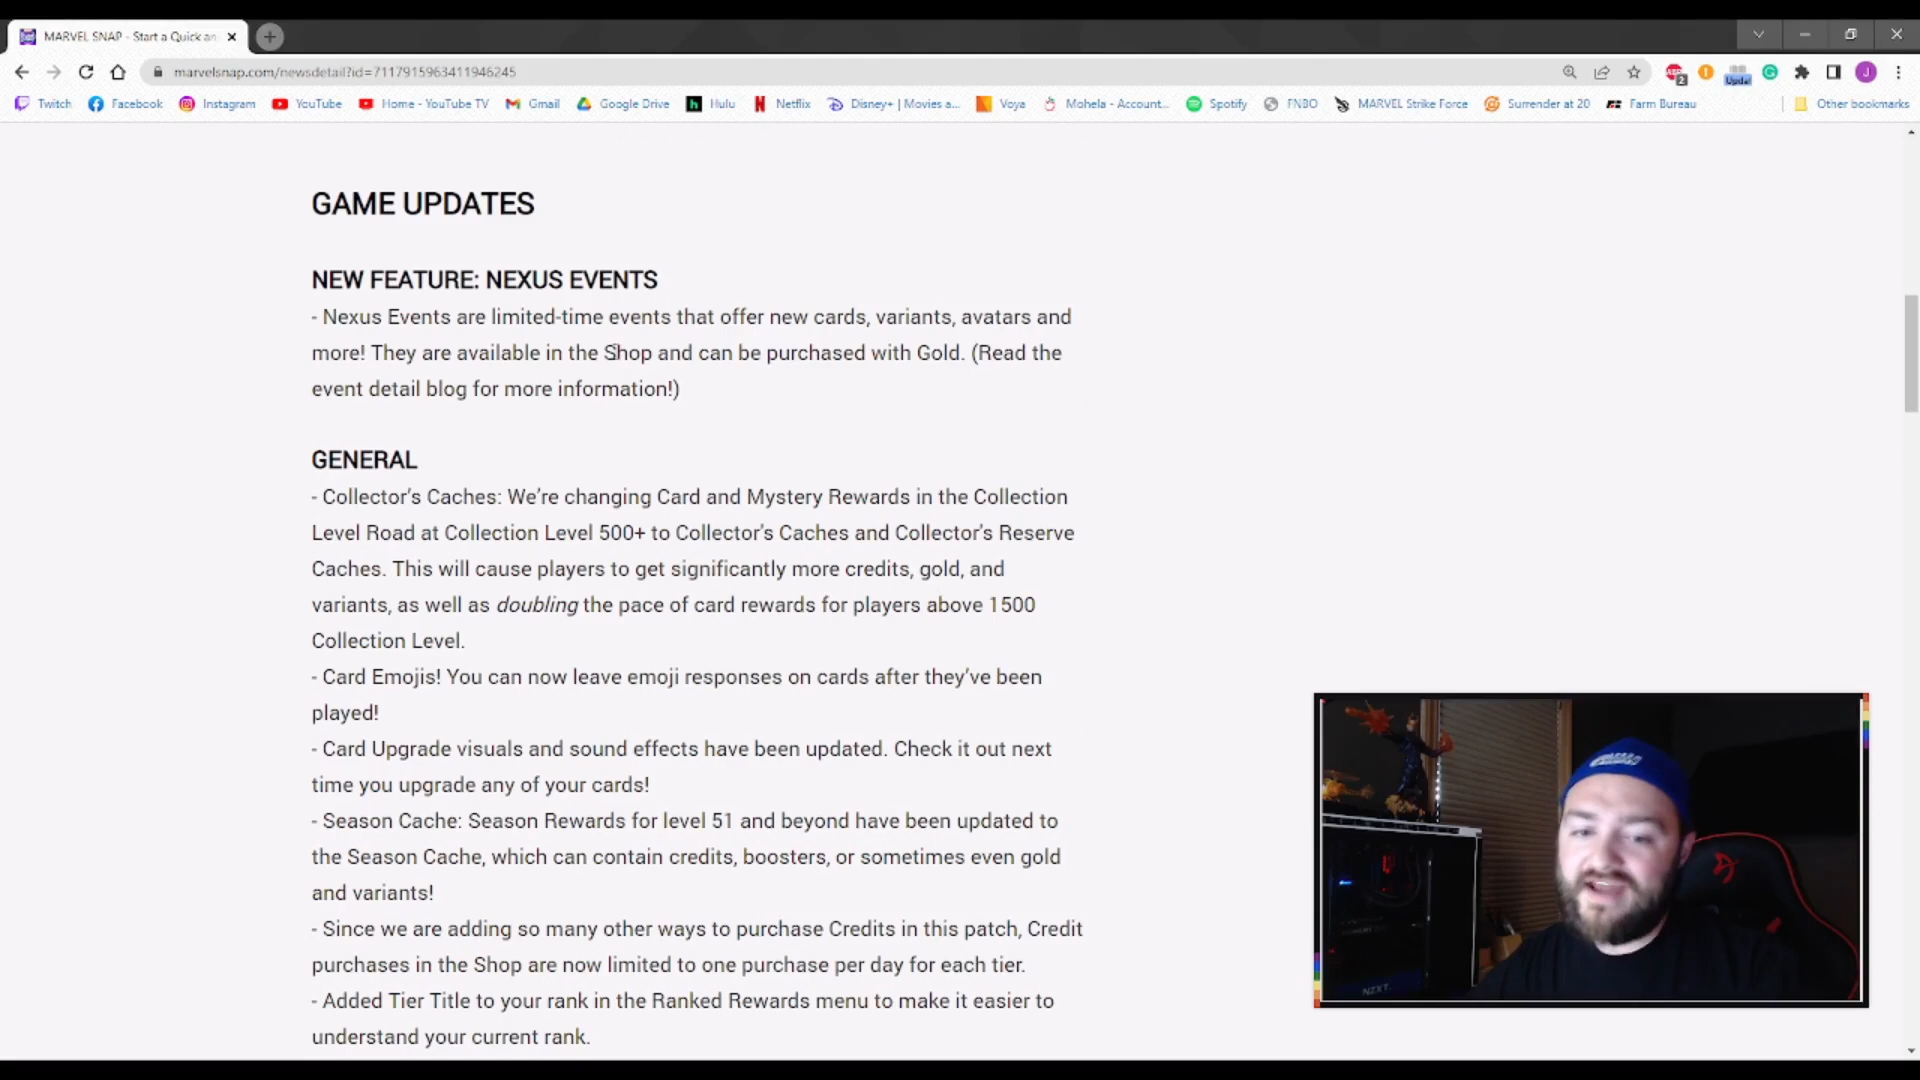 MARVEL SNAP - Start a Quick an
marvelsnap.com/newsdetail?id=7117915963411946245
2
Upda!
J
Twitch
Facebook
Instagram
YouTube
Home - YouTube TV
Gmail
Google Drive
Hulu
Netflix
Disney+ | Movies a...
Voya
Mohela - Account...
Spotify
FNBO
MARVEL Strike Force
Surrender at 20
Farm Bureau
Other bookmarks
GAME UPDATES
NEW FEATURE: NEXUS EVENTS
- Nexus Events are limited-time events that offer new cards, variants, avatars and
more! They are available in the Shop and can be purchased with Gold. (Read the
event detail blog for more information!)
GENERAL
- Collector's Caches: We're changing Card and Mystery Rewards in the Collection
Level Road at Collection Level 500+ to Collector's Caches and Collector's Reserve
Caches. This will cause players to get significantly more credits, gold, and
variants, as well as doubling the pace of card rewards for players above 1500
Collection Level.
- Card Emojis! You can now leave emoji responses on cards after they've been
played!
- Card Upgrade visuals and sound effects have been updated. Check it out next
time you upgrade any of your cards!
- Season Cache: Season Rewards for level 51 and beyond have been updated to
the Season Cache, which can contain credits, boosters, or sometimes even gold
and variants!
- Since we are adding so many other ways to purchase Credits in this patch, Credit
purchases in the Shop are now limited to one purchase per day for each tier.
- Added Tier Title to your rank in the Ranked Rewards menu to make it easier to
understand your current rank.
NZXT